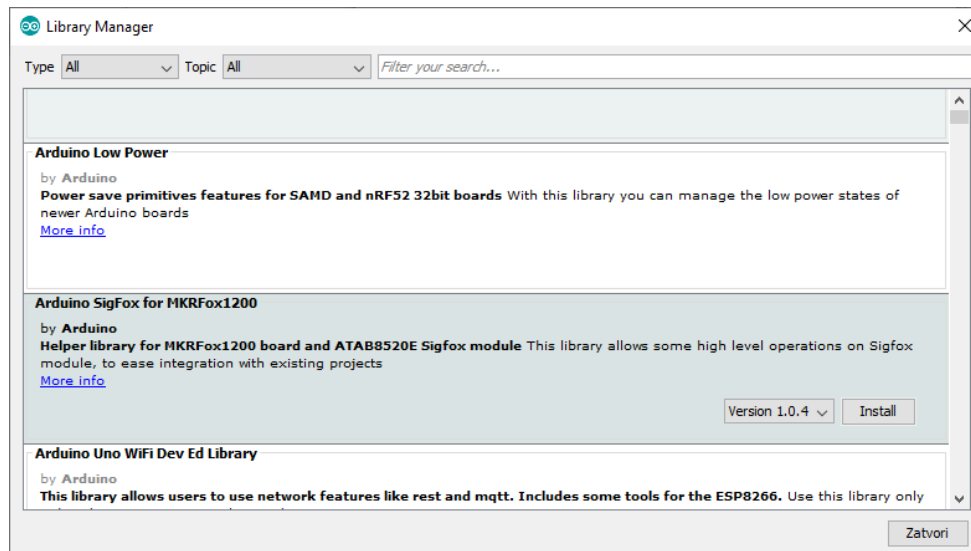 Library Manager
Type All Topic All Filter your search...
Arduino Low Power
by Arduino
Power save primitives features for SAMD and nRF52 32bit boards With this library you can manage the low power states of
newer Arduino boards
More info
Arduino SigFox for MKRFox1200
by Arduino
Helper library for MKRFox1200 board and ATAB8520E Sigfox module This library allows some high level operations on Sigfox
module, to ease integration with existing projects
More info
Version 1.0.4 Install
Arduino Uno WiFi Dev Ed Library
by Arduino
This library allows users to use network features like rest and mqtt. Includes some tools for the ESP8266. Use this library only
Zatvori